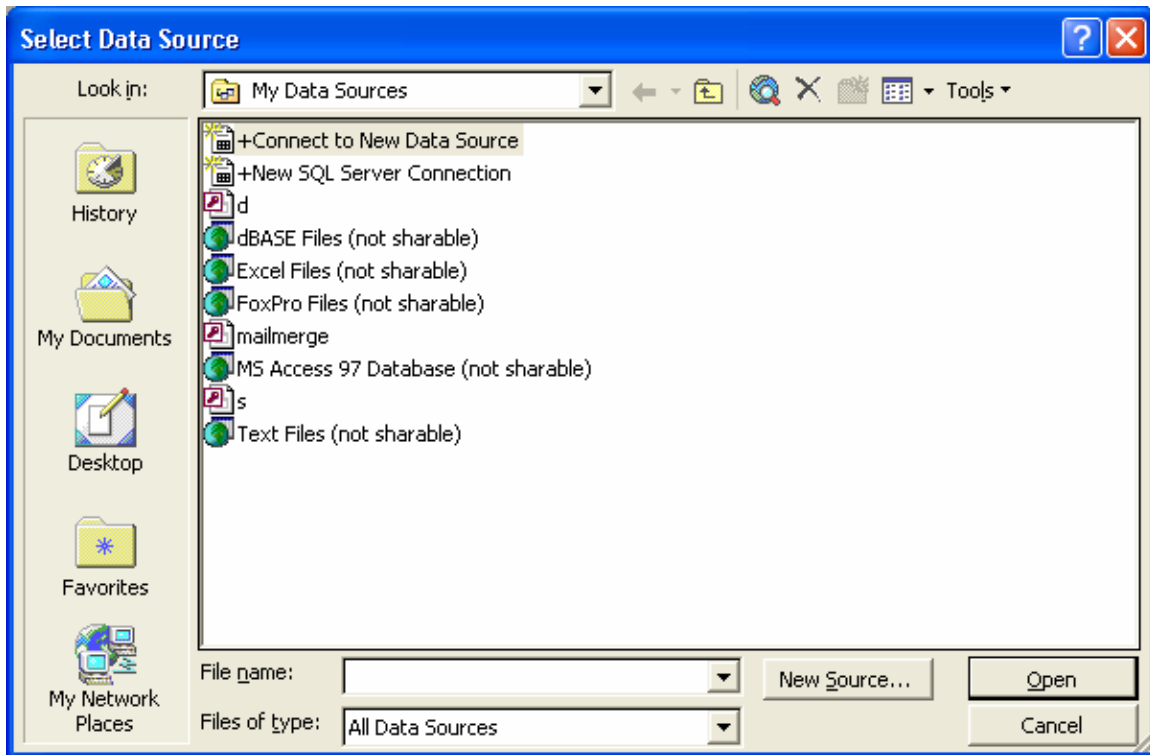 Select Data Source
Look in:
My Data Sources
Tools
History
My Documents
Desktop
Favorites
My Network
Places
+Connect to New Data Source
+New SQL Server Connection
d
dBASE Files (not sharable)
Excel Files (not sharable)
FoxPro Files (not sharable)
mailmerge
MS Access 97 Database (not sharable)
s
Text Files (not sharable)
File name:
New Source...
Open
Files of type:
All Data Sources
Cancel